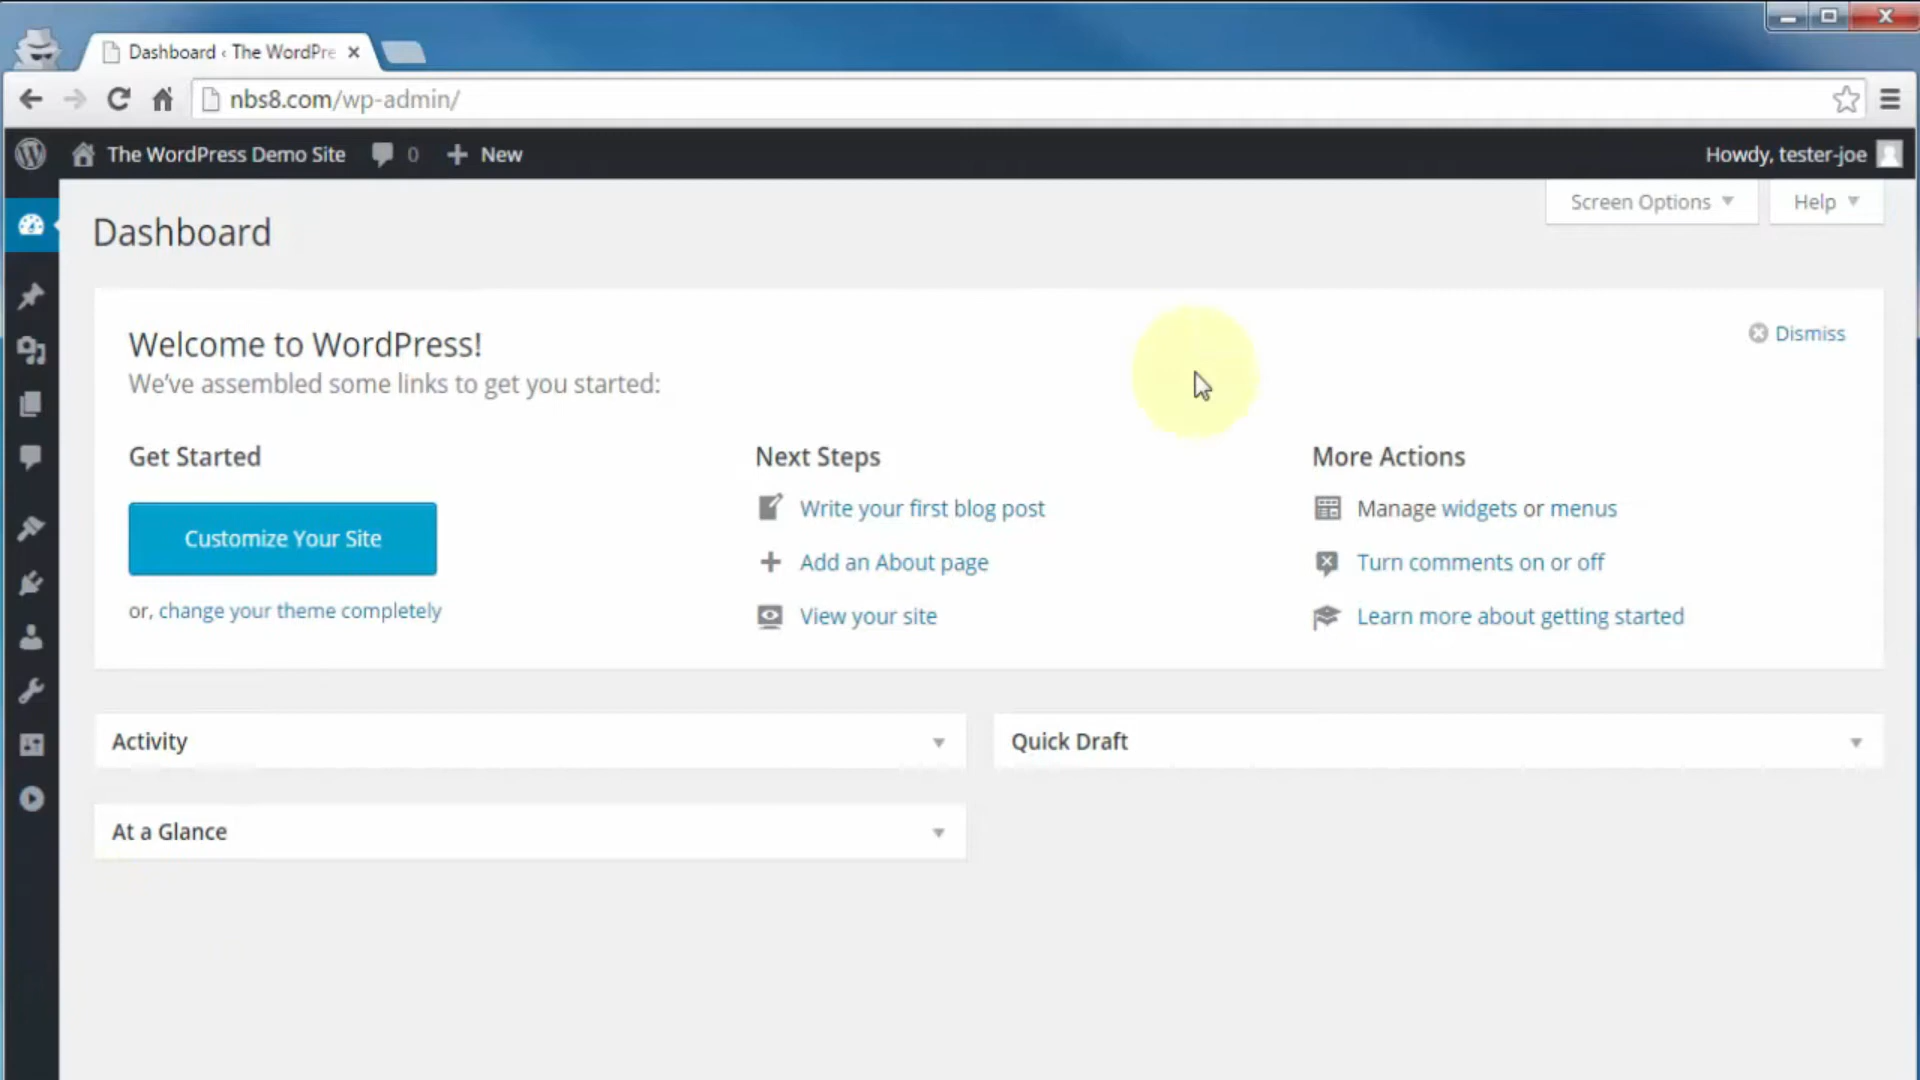 Dashboard ‹ The WordPre
nbs8.com/wp-admin/
The WordPress Demo Site 0 New
Howdy, tester-joe
Screen Options Help
Dashboard
Welcome to WordPress!
We've assembled some links to get you started:
Dismiss
Get Started
Customize Your Site
or, change your theme completely
Next Steps
Write your first blog post
Add an About page
View your site
More Actions
Manage widgets or menus
Turn comments on or off
Learn more about getting started
Activity
Quick Draft
At a Glance